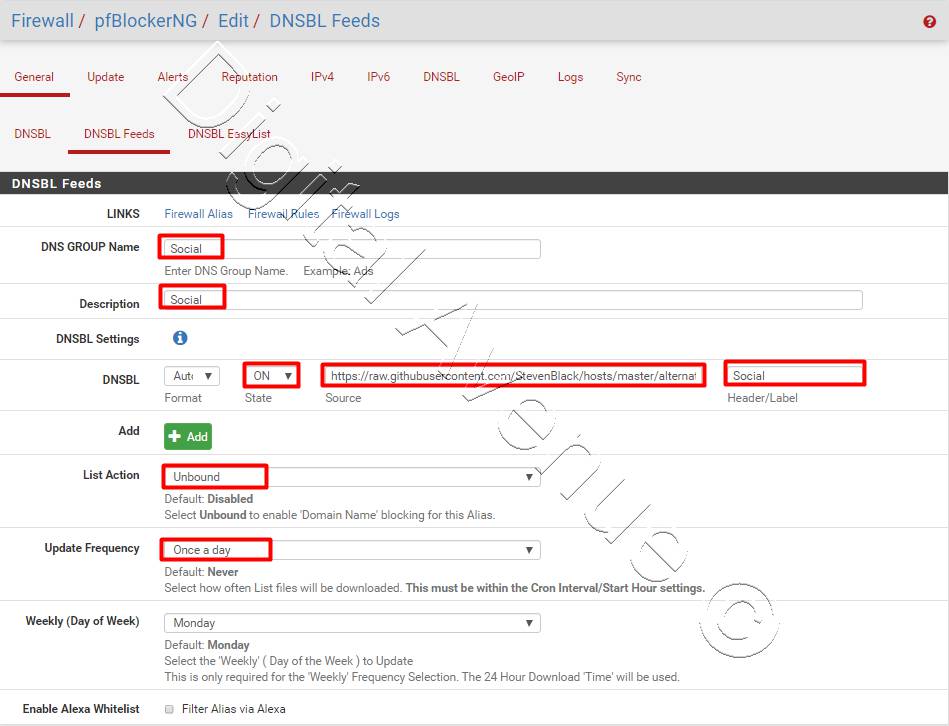 Firewall / pfBlockerNG / Edit / DNSBL Feeds
General Update Alerts Reputation IPv4 IPv6 DNSBL GeoIP Logs Sync
DNSBL DNSBL Feeds DNSBL EasyList
DNSBL Feeds
LINKS Firewall Alias Firewall Rules Firewall Logs
DNS GROUP Name Social
Enter DNS Group Name. Example: Ads
Description Social
DNSBL Settings
DNSBL Auto ON https://raw.githubusercontent.com/StevenBlack/hosts/master/alternat Social
Format State Source Header/Label
Add + Add
List Action Unbound
Default: Disabled
Select Unbound to enable 'Domain Name' blocking for this Alias.
Update Frequency Once a day
Default: Never
Select how often List files will be downloaded. This must be within the Cron Interval/Start Hour settings.
Weekly (Day of Week) Monday
Default: Monday
Select the 'Weekly' ( Day of the Week ) to Update
This is only required for the 'Weekly' Frequency Selection. The 24 Hour Download 'Time' will be used.
Enable Alexa Whitelist Filter Alias via Alexa
Digital Avenue ©